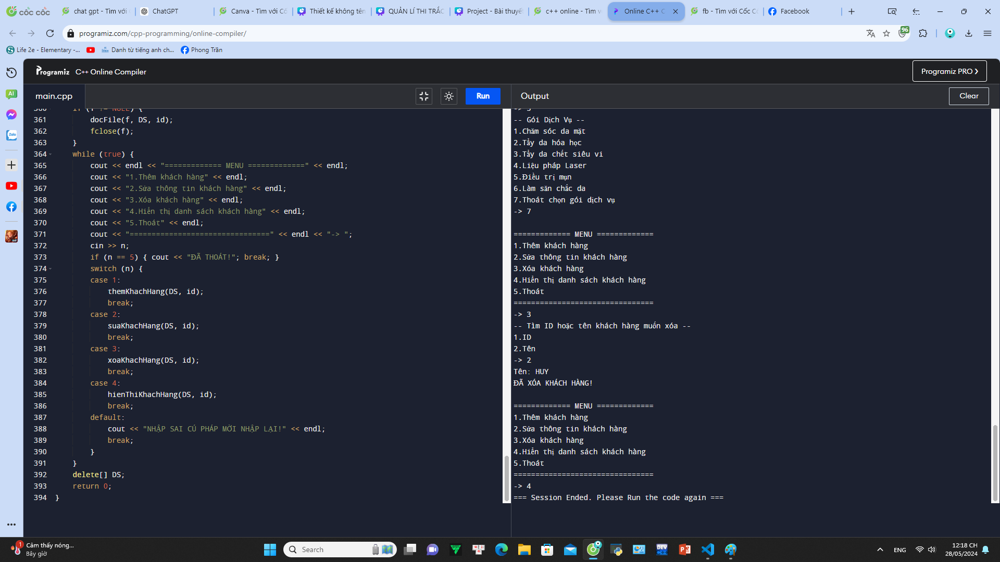 cốc cốc
chat gpt - Tìm với
ChatGPT
Canva - Tìm với Cố
Thiết kế không tên
QUẢN LÍ THI TRẮC
Project - Bài thuyết
c++ online - Tìm v
Online C++ C
fb - Tìm với Cốc Cố
Facebook
programiz.com/cpp-programming/online-compiler/
96
Life 2e - Elementary -...
Danh từ tiếng anh ch...
Phong Trần
Programiz
C++ Online Compiler
Programiz PRO ❯
AI
main.cpp
Run
Output
Clear
Zalo
360 if (f != NULL) {
361 docFile(f, DS, id);
362 fclose(f);
363 }
364 while (true) {
365 cout << endl << "============= MENU =============" << endl;
366 cout << "1.Thêm khách hàng" << endl;
367 cout << "2.Sửa thông tin khách hàng" << endl;
368 cout << "3.Xóa khách hàng" << endl;
369 cout << "4.Hiển thị danh sách khách hàng" << endl;
370 cout << "5.Thoát" << endl;
371 cout << "================================" << endl << "-> ";
372 cin >> n;
373 if (n == 5) { cout << "ĐÃ THOÁT!"; break; }
374 switch (n) {
375 case 1:
376 themKhachHang(DS, id);
377 break;
378 case 2:
379 suaKhachHang(DS, id);
380 break;
381 case 3:
382 xoaKhachHang(DS, id);
383 break;
384 case 4:
385 hienThiKhachHang(DS, id);
386 break;
387 default:
388 cout << "NHẬP SAI CÚ PHÁP MỜI NHẬP LẠI!" << endl;
389 break;
390 }
391 }
392 delete[] DS;
393 return 0;
394 }
-- Gói Dịch Vụ --
1.Chăm sóc da mặt
2.Tẩy da hóa học
3.Tẩy da chết siêu vi
4.Liệu pháp Laser
5.Điều trị mụn
6.Làm săn chắc da
7.Thoát chọn gói dịch vụ
-> 7
============= MENU =============
1.Thêm khách hàng
2.Sửa thông tin khách hàng
3.Xóa khách hàng
4.Hiển thị danh sách khách hàng
5.Thoát
================================
-> 3
-- Tìm ID hoặc tên khách hàng muốn xóa --
1.ID
2.Tên
-> 2
Tên: HUY
ĐÃ XÓA KHÁCH HÀNG!
============= MENU =============
1.Thêm khách hàng
2.Sửa thông tin khách hàng
3.Xóa khách hàng
4.Hiển thị danh sách khách hàng
5.Thoát
================================
-> 4
=== Session Ended. Please Run the code again ===
1
Cảm thấy nóng...
Bây giờ
Search
DEV
ENG
12:18 CH
28/05/2024